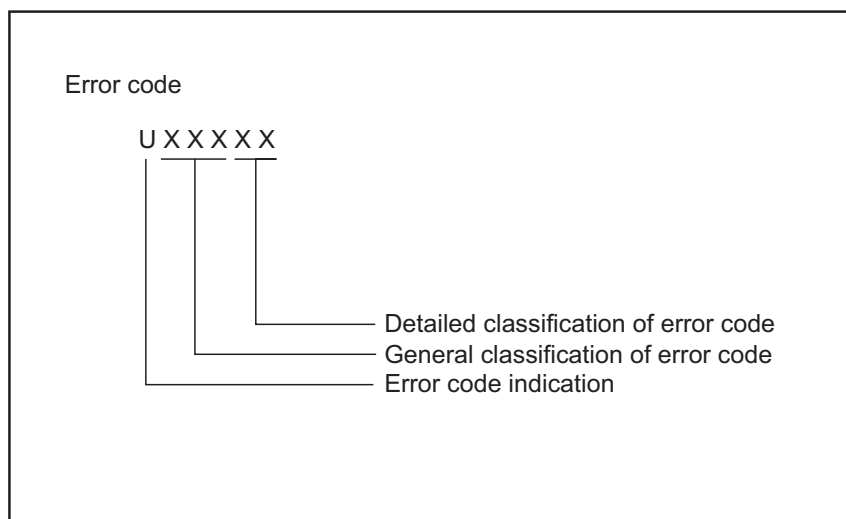 Error code
U X X X X X
Detailed classification of error code
General classification of error code
Error code indication